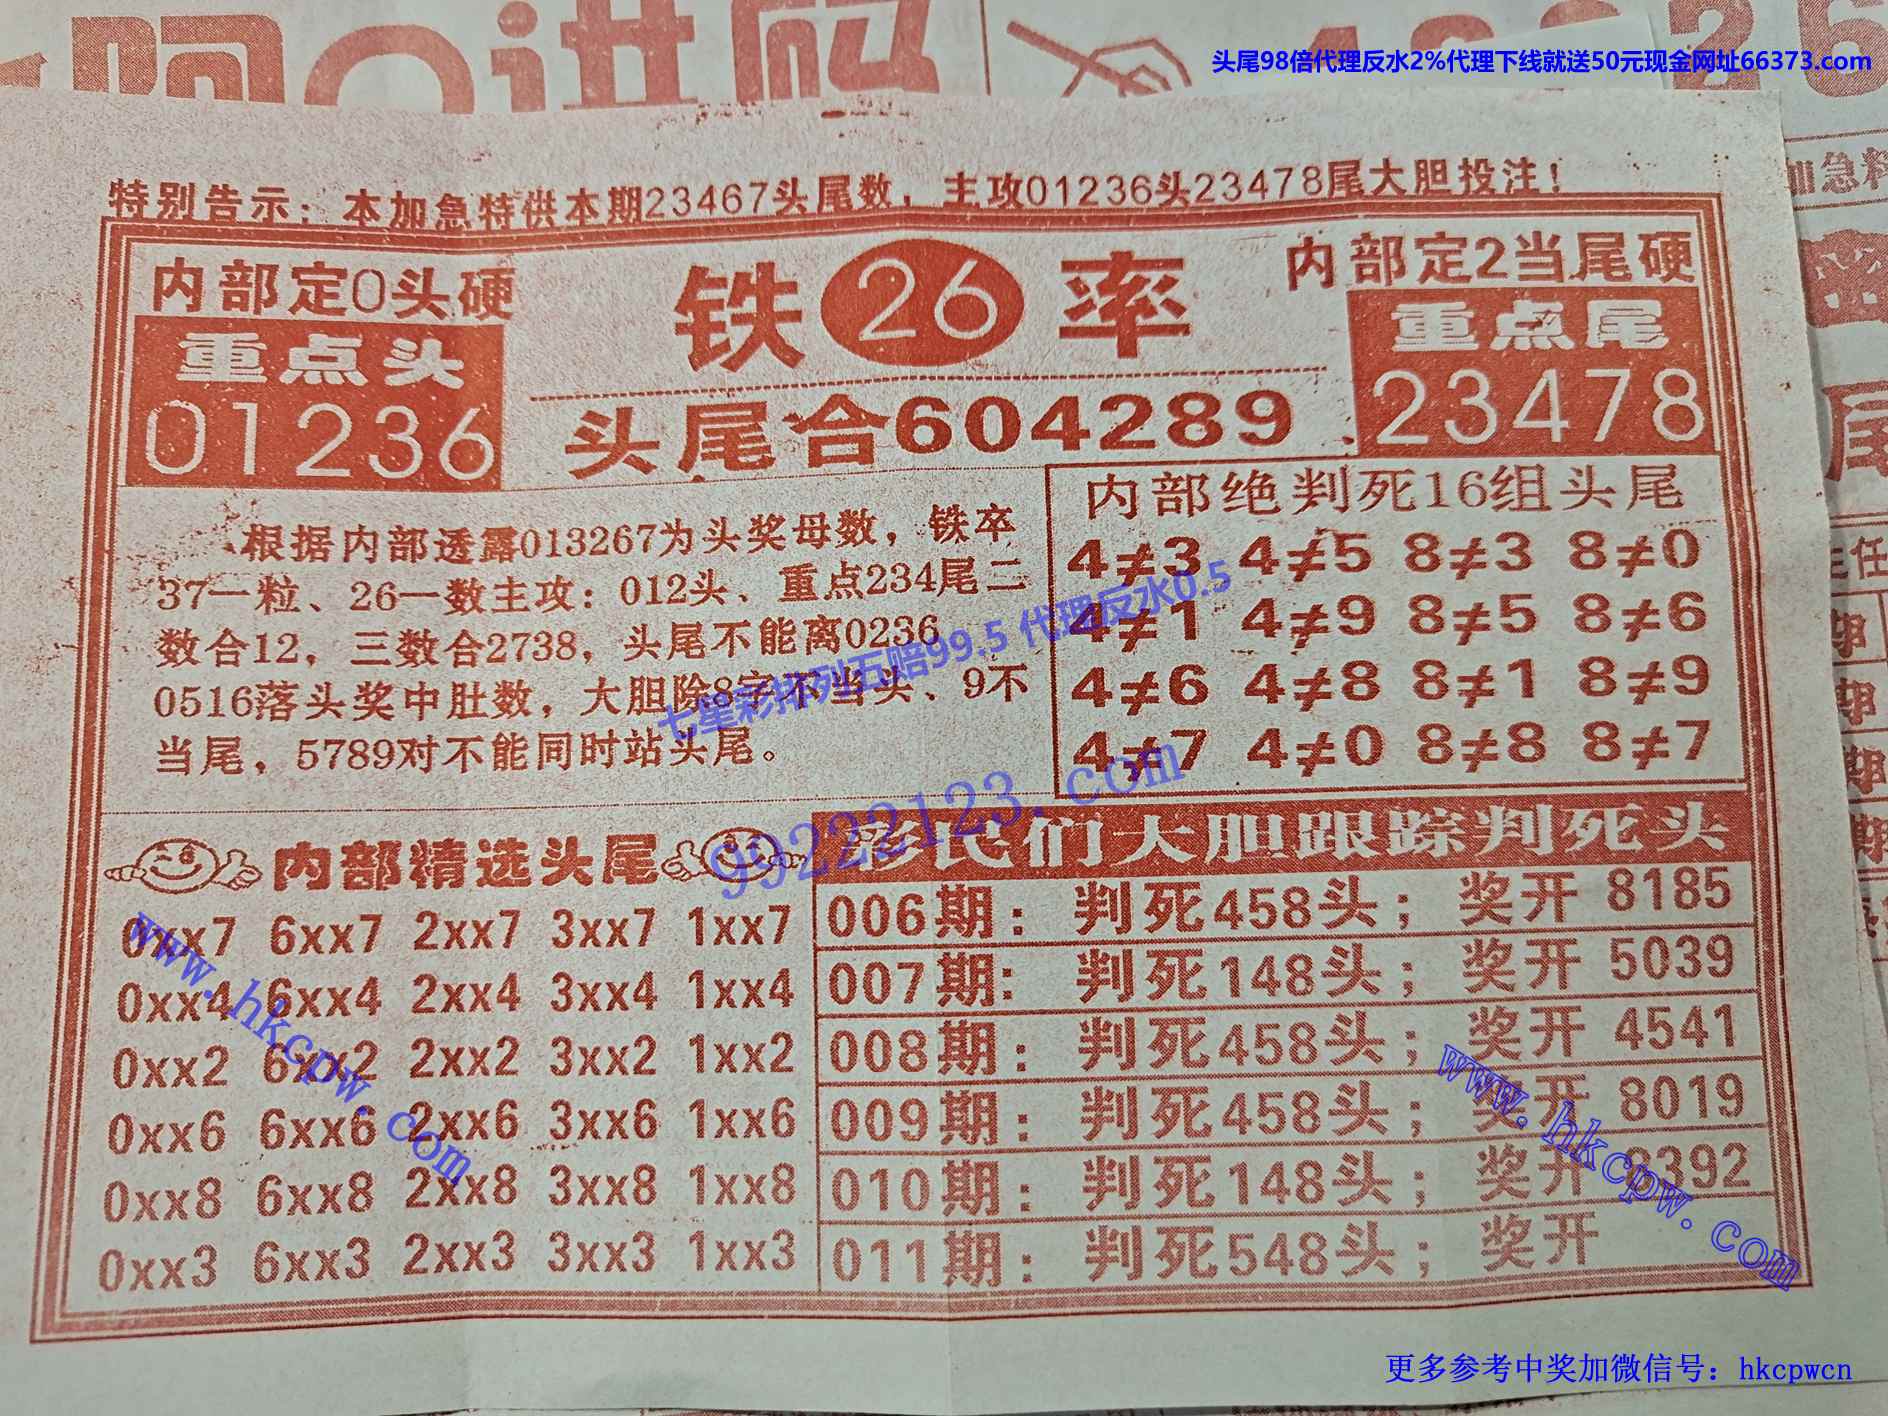 头尾98倍代理反水2%代理下线就送50元现金网址66373.com
特别告示：本加急特供本期23467头尾数，主攻01236头23478尾大胆投注！
内部定0头硬
重点头
01236
铁26率
头尾合604289
内部定2当尾硬
重点尾
23478
根据内部透露013267为头奖母数，铁卒
37一粒、26一数主攻：012头、重点234尾二
数合12，三数合2738，头尾不能离0236
0516落头奖中肚数，大胆除8字不当头、9不
当尾，5789对不能同时站头尾。
内部绝判死16组头尾
4≠3 4≠5 8≠3 8≠0
4≠1 4≠9 8≠5 8≠6
4≠6 4≠8 8≠1 8≠9
4≠7 4≠0 8≠8 8≠7
七星彩排列五赔99.5 代理反水0.5
99222123.com
内部精选头尾
0xx7 6xx7 2xx7 3xx7 1xx7
0xx4 6xx4 2xx4 3xx4 1xx4
0xx2 6xx2 2xx2 3xx2 1xx2
0xx6 6xx6 2xx6 3xx6 1xx6
0xx8 6xx8 2xx8 3xx8 1xx8
0xx3 6xx3 2xx3 3xx3 1xx3
www.hkcpw.com
彩民们大胆跟踪判死头
006期：判死458头；奖开 8185
007期：判死148头；奖开 5039
008期：判死458头；奖开 4541
009期：判死458头；奖开 8019
010期：判死148头；奖开 8392
011期：判死548头；奖开
www.hkcpw.com
更多参考中奖加微信号：hkcpwcn